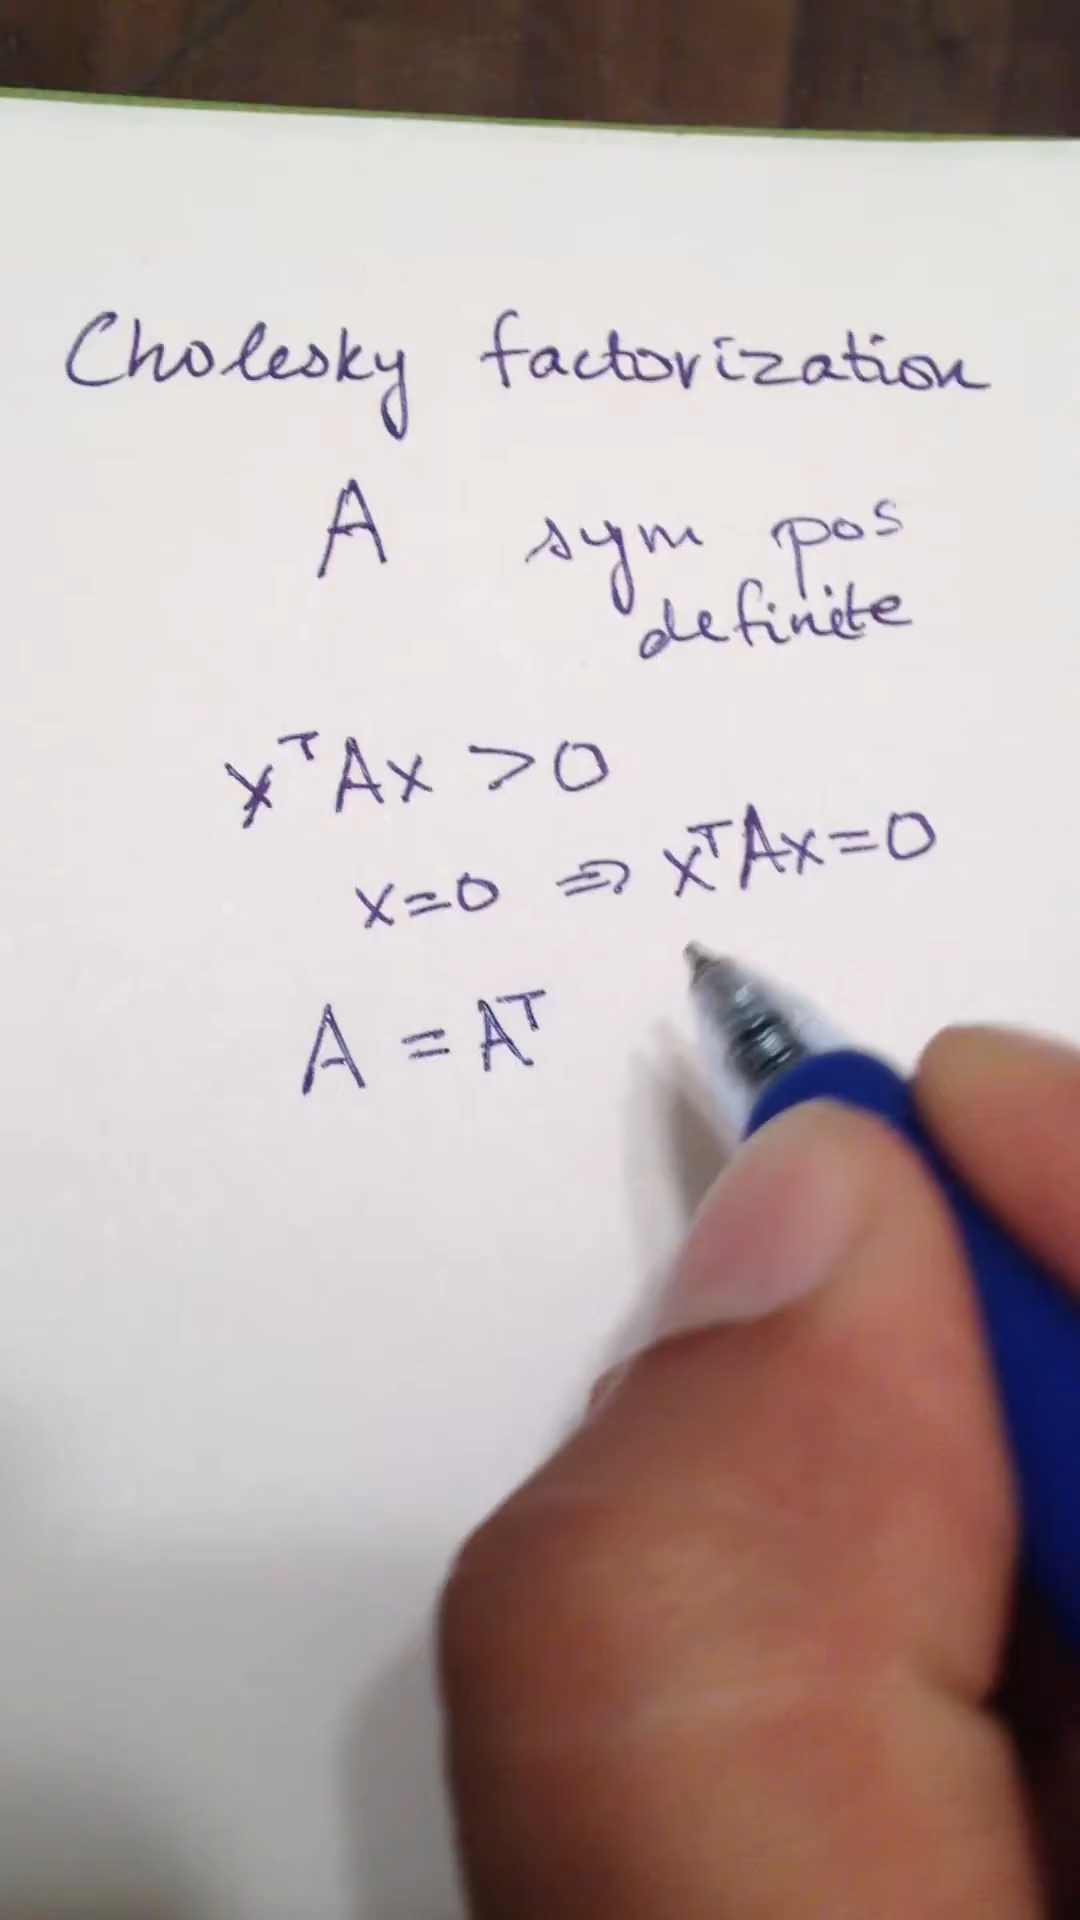 Cholesky factorization
A sym pos
definite
x^T Ax > 0
x=0 ⇒ x^T Ax = 0
A = A^T